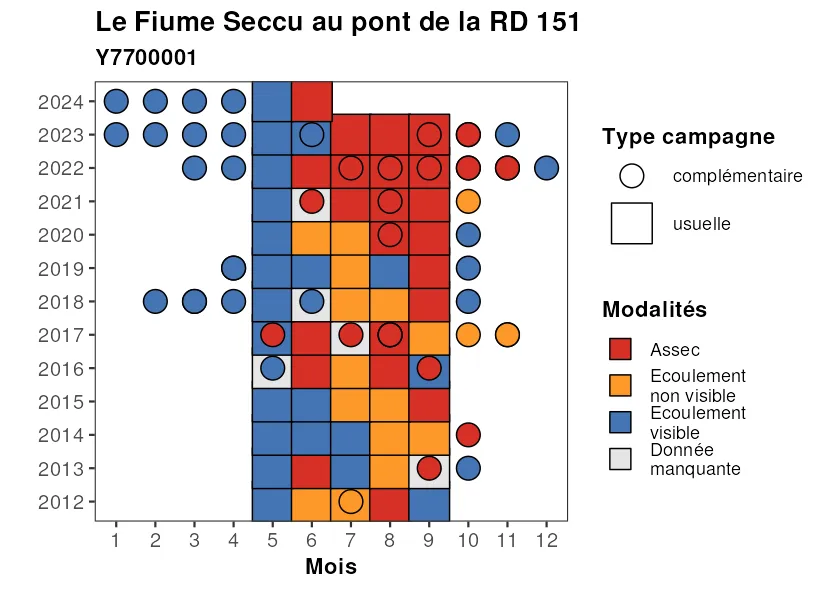 Le Fiume Seccu au pont de la RD 151
Y7700001
2024
2023
2022
2021
2020
2019
2018
2017
2016
2015
2014
2013
2012
1 2 3 4 5 6 7 8 9 10 11 12
Mois
Type campagne
complémentaire
usuelle
Modalités
Assec
Ecoulement
non visible
Ecoulement
visible
Donnée
manquante